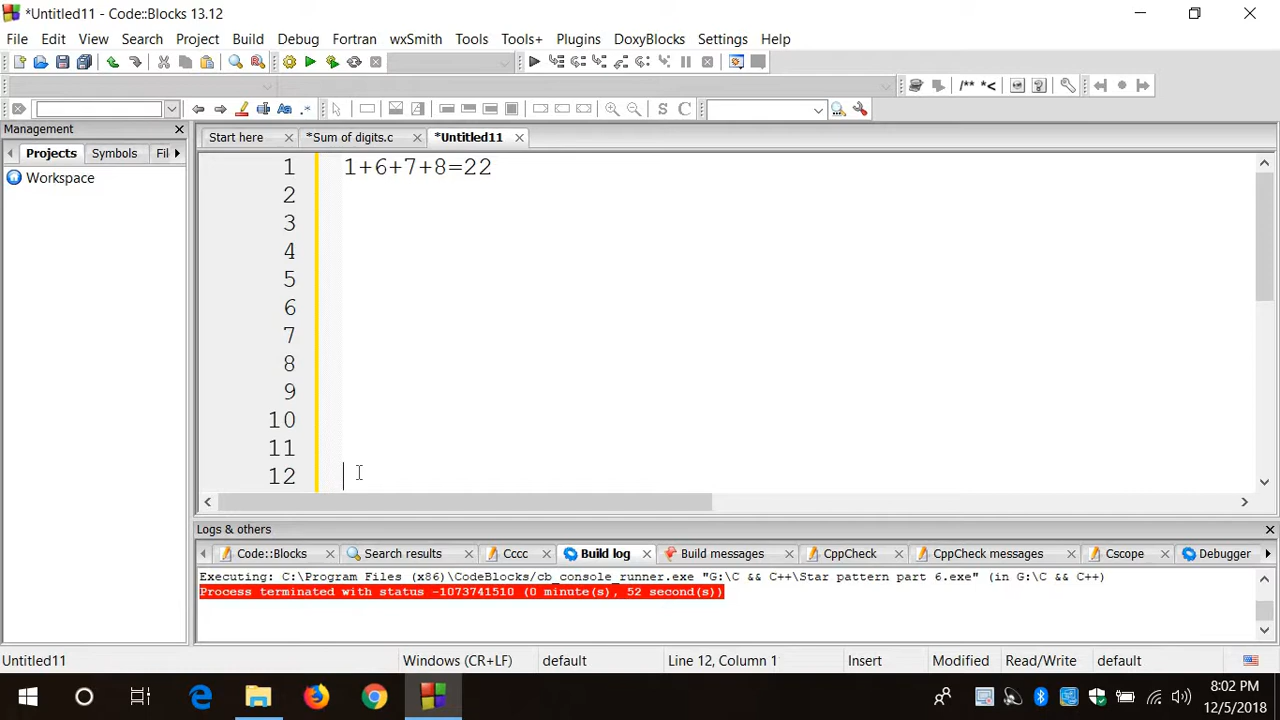 *Untitled11 - Code::Blocks 13.12
File Edit View Search Project Build Debug Fortran wxSmith Tools Tools+ Plugins DoxyBlocks Settings Help
/** *<
S C
Management
Start here *Sum of digits.c *Untitled11
Projects Symbols Fil
Workspace
1 1+6+7+8=22
2
3
4
5
6
7
8
9
10
11
12
Logs & others
Code::Blocks Search results Cccc Build log Build messages CppCheck CppCheck messages Cscope Debugger
Executing: C:\Program Files (x86)\CodeBlocks/cb_console_runner.exe "G:\C && C++\Star pattern part 6.exe" (in G:\C && C++)
Process terminated with status -1073741510 (0 minute(s), 52 second(s))
Untitled11 Windows (CR+LF) default Line 12, Column 1 Insert Modified Read/Write default
8:02 PM
12/5/2018